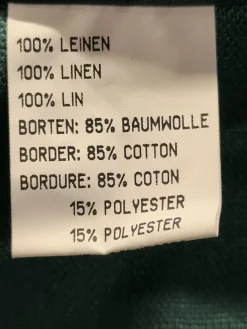 100% LEINEN
100% LINEN
100% LIN
BORTEN: 85% BAUMWOLLE
BORDER: 85% COTTON
BORDURE: 85% COTON
15% POLYESTER
15% POLYESTER